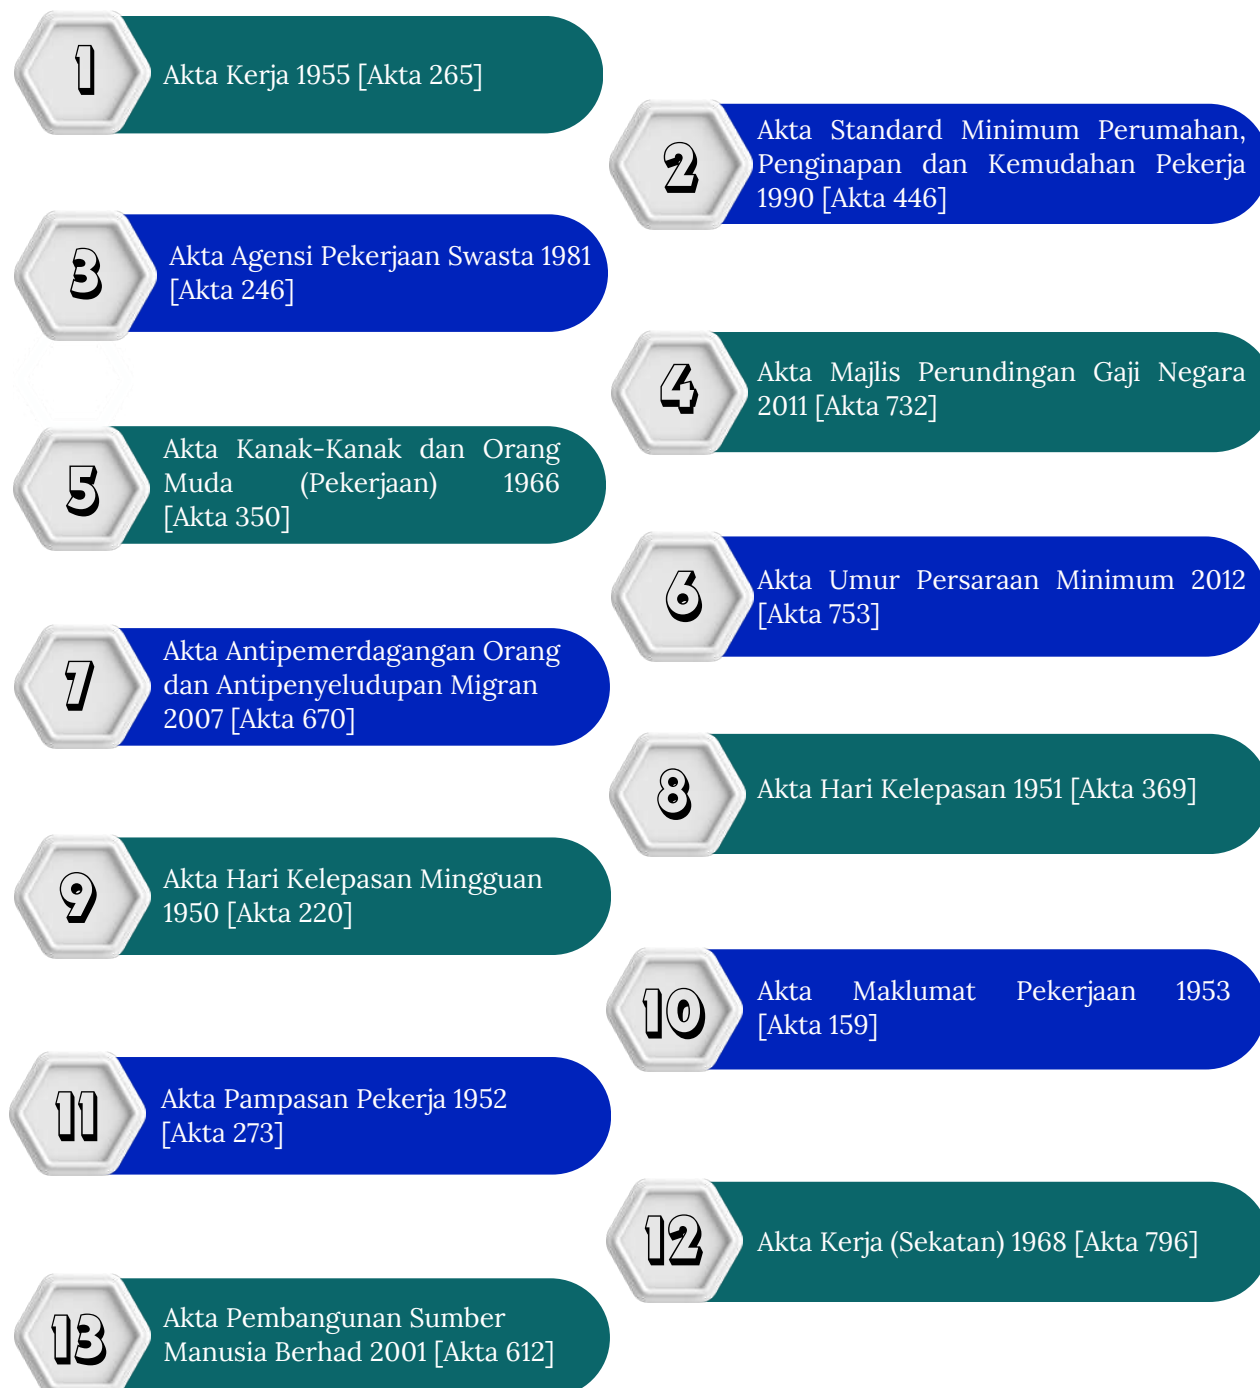 1
Akta Kerja 1955 [Akta 265]
2
Akta Standard Minimum Perumahan,
Penginapan dan Kemudahan Pekerja
1990 [Akta 446]
3
Akta Agensi Pekerjaan Swasta 1981
[Akta 246]
4
Akta Majlis Perundingan Gaji Negara
2011 [Akta 732]
5
Akta Kanak-Kanak dan Orang
Muda (Pekerjaan) 1966
[Akta 350]
6
Akta Umur Persaraan Minimum 2012
[Akta 753]
7
Akta Antipemerdagangan Orang
dan Antipenyeludupan Migran
2007 [Akta 670]
8
Akta Hari Kelepasan 1951 [Akta 369]
9
Akta Hari Kelepasan Mingguan
1950 [Akta 220]
10
Akta Maklumat Pekerjaan 1953
[Akta 159]
11
Akta Pampasan Pekerja 1952
[Akta 273]
12
Akta Kerja (Sekatan) 1968 [Akta 796]
13
Akta Pembangunan Sumber
Manusia Berhad 2001 [Akta 612]